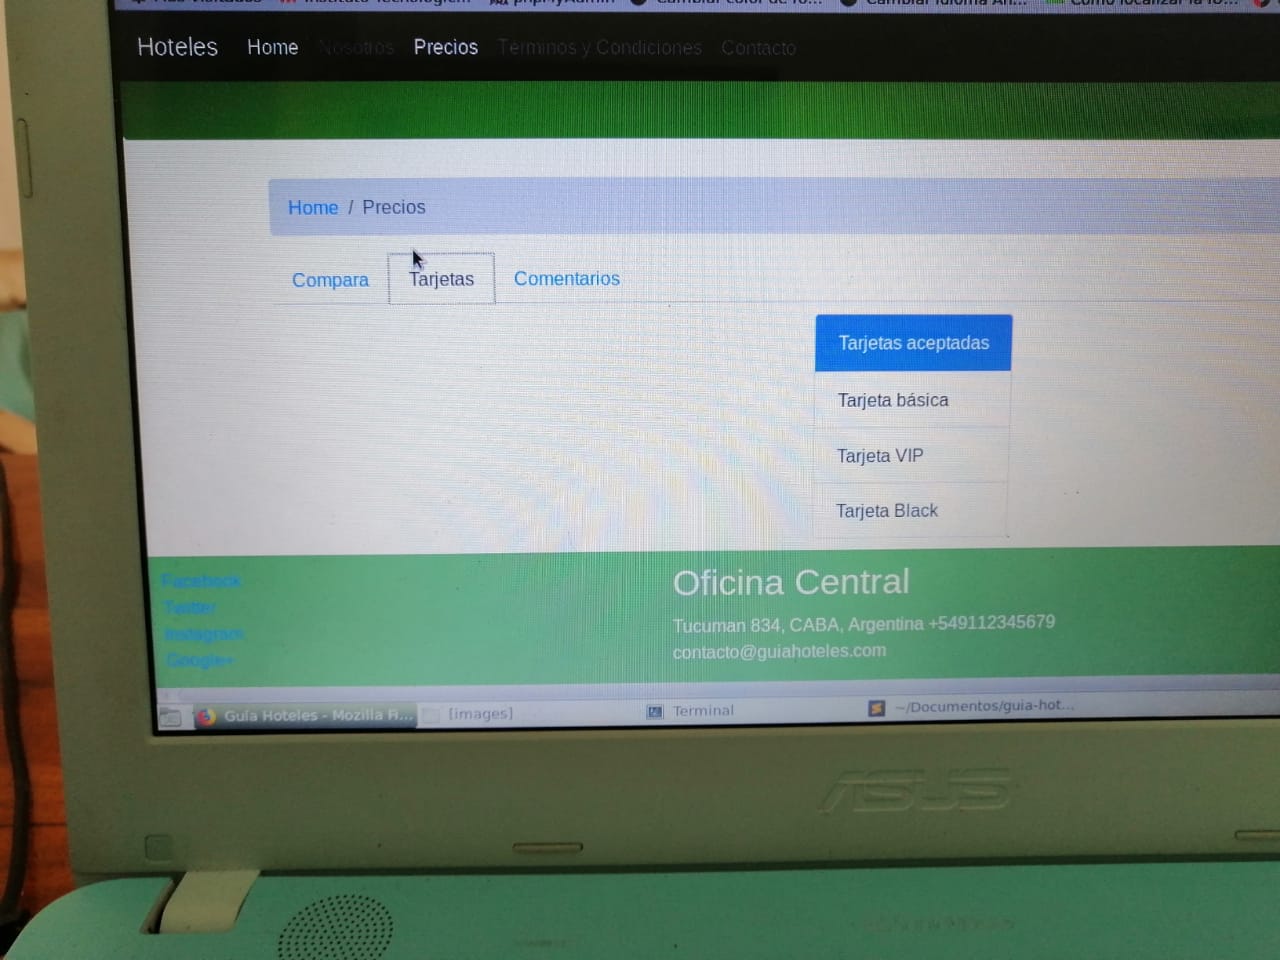 Hoteles Home Nosotros Precios Terminos y Condiciones Contacto
Home / Precios
Compara Tarjetas Comentarios
Tarjetas aceptadas
Tarjeta básica
Tarjeta VIP
Tarjeta Black
Facebook
Twitter
Instagram
Google+
Oficina Central
Tucuman 834, CABA, Argentina +549112345679
contacto@guiahoteles.com
Guía Hoteles - Mozilla Fi... [images] Terminal ~/Documentos/guia-hot...
ASUS